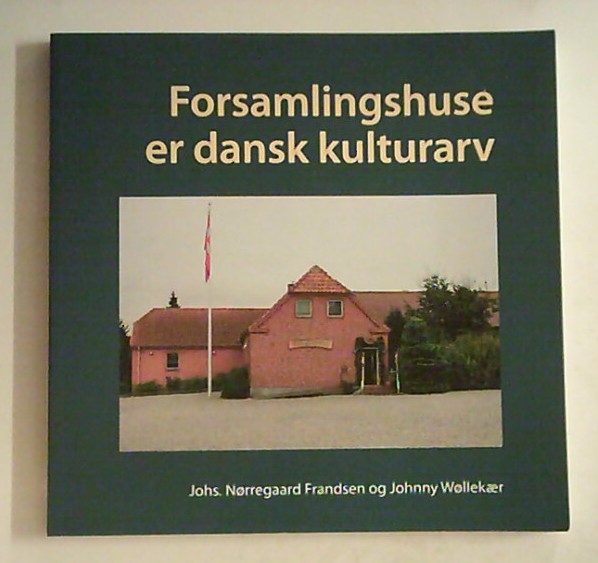 Forsamlingshuse
er dansk kulturarv
Johs. Nørregaard Frandsen og Johnny Wøllekær